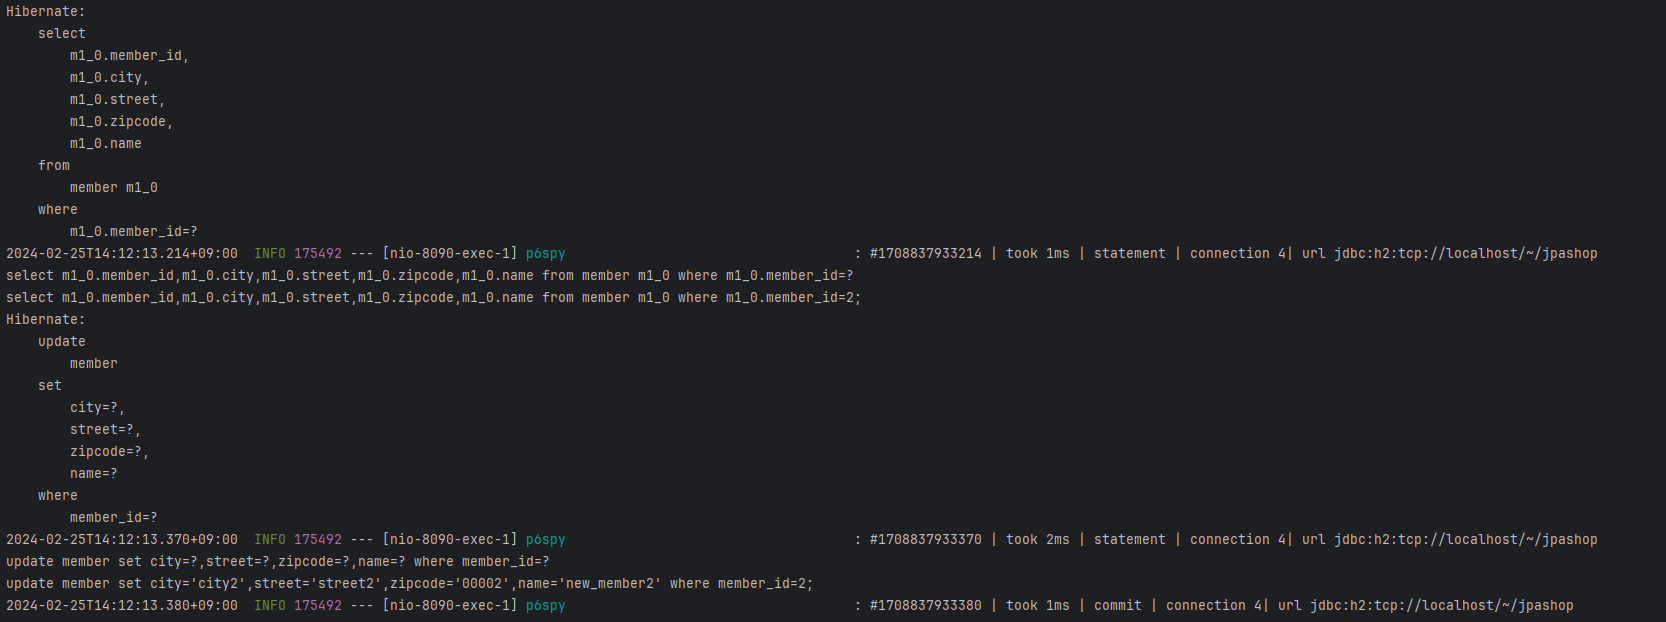 Hibernate:
select
m1_0.member_id,
m1_0.city,
m1_0.street,
m1_0.zipcode,
m1_0.name
from
member m1_0
where
m1_0.member_id=?
2024-02-25T14:12:13.214+09:00  INFO 175492 --- [nio-8090-exec-1] p6spy                                    : #1708837933214 | took 1ms | statement | connection 4| url jdbc:h2:tcp://localhost/~/jpashop
select m1_0.member_id,m1_0.city,m1_0.street,m1_0.zipcode,m1_0.name from member m1_0 where m1_0.member_id=?
select m1_0.member_id,m1_0.city,m1_0.street,m1_0.zipcode,m1_0.name from member m1_0 where m1_0.member_id=2;
Hibernate:
update
member
set
city=?,
street=?,
zipcode=?,
name=?
where
member_id=?
2024-02-25T14:12:13.370+09:00  INFO 175492 --- [nio-8090-exec-1] p6spy                                    : #1708837933370 | took 2ms | statement | connection 4| url jdbc:h2:tcp://localhost/~/jpashop
update member set city=?,street=?,zipcode=?,name=? where member_id=?
update member set city='city2',street='street2',zipcode='00002',name='new_member2' where member_id=2;
2024-02-25T14:12:13.380+09:00  INFO 175492 --- [nio-8090-exec-1] p6spy                                    : #1708837933380 | took 1ms | commit | connection 4| url jdbc:h2:tcp://localhost/~/jpashop